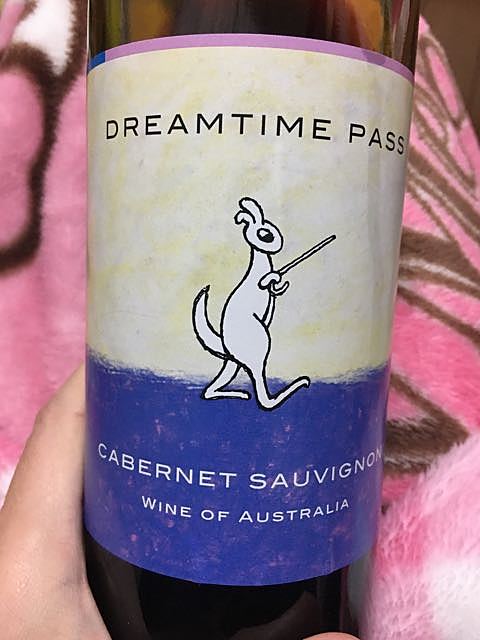 DREAMTIME PASS
CABERNET SAUVIGNON
WINE OF AUSTRALIA